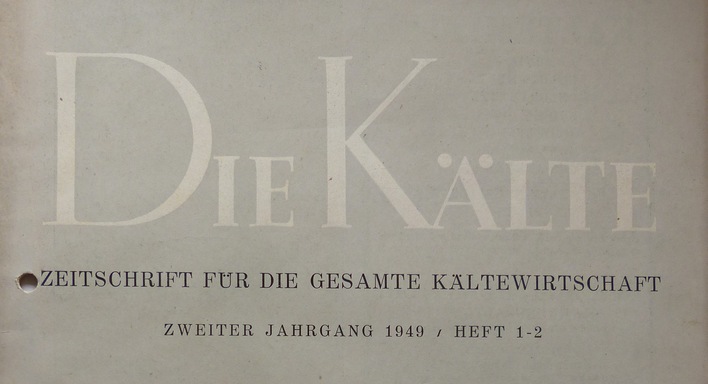 DIE KÄLTE
ZEITSCHRIFT FÜR DIE GESAMTE KÄLTEWIRTSCHAFT
ZWEITER JAHRGANG 1949 / HEFT 1-2